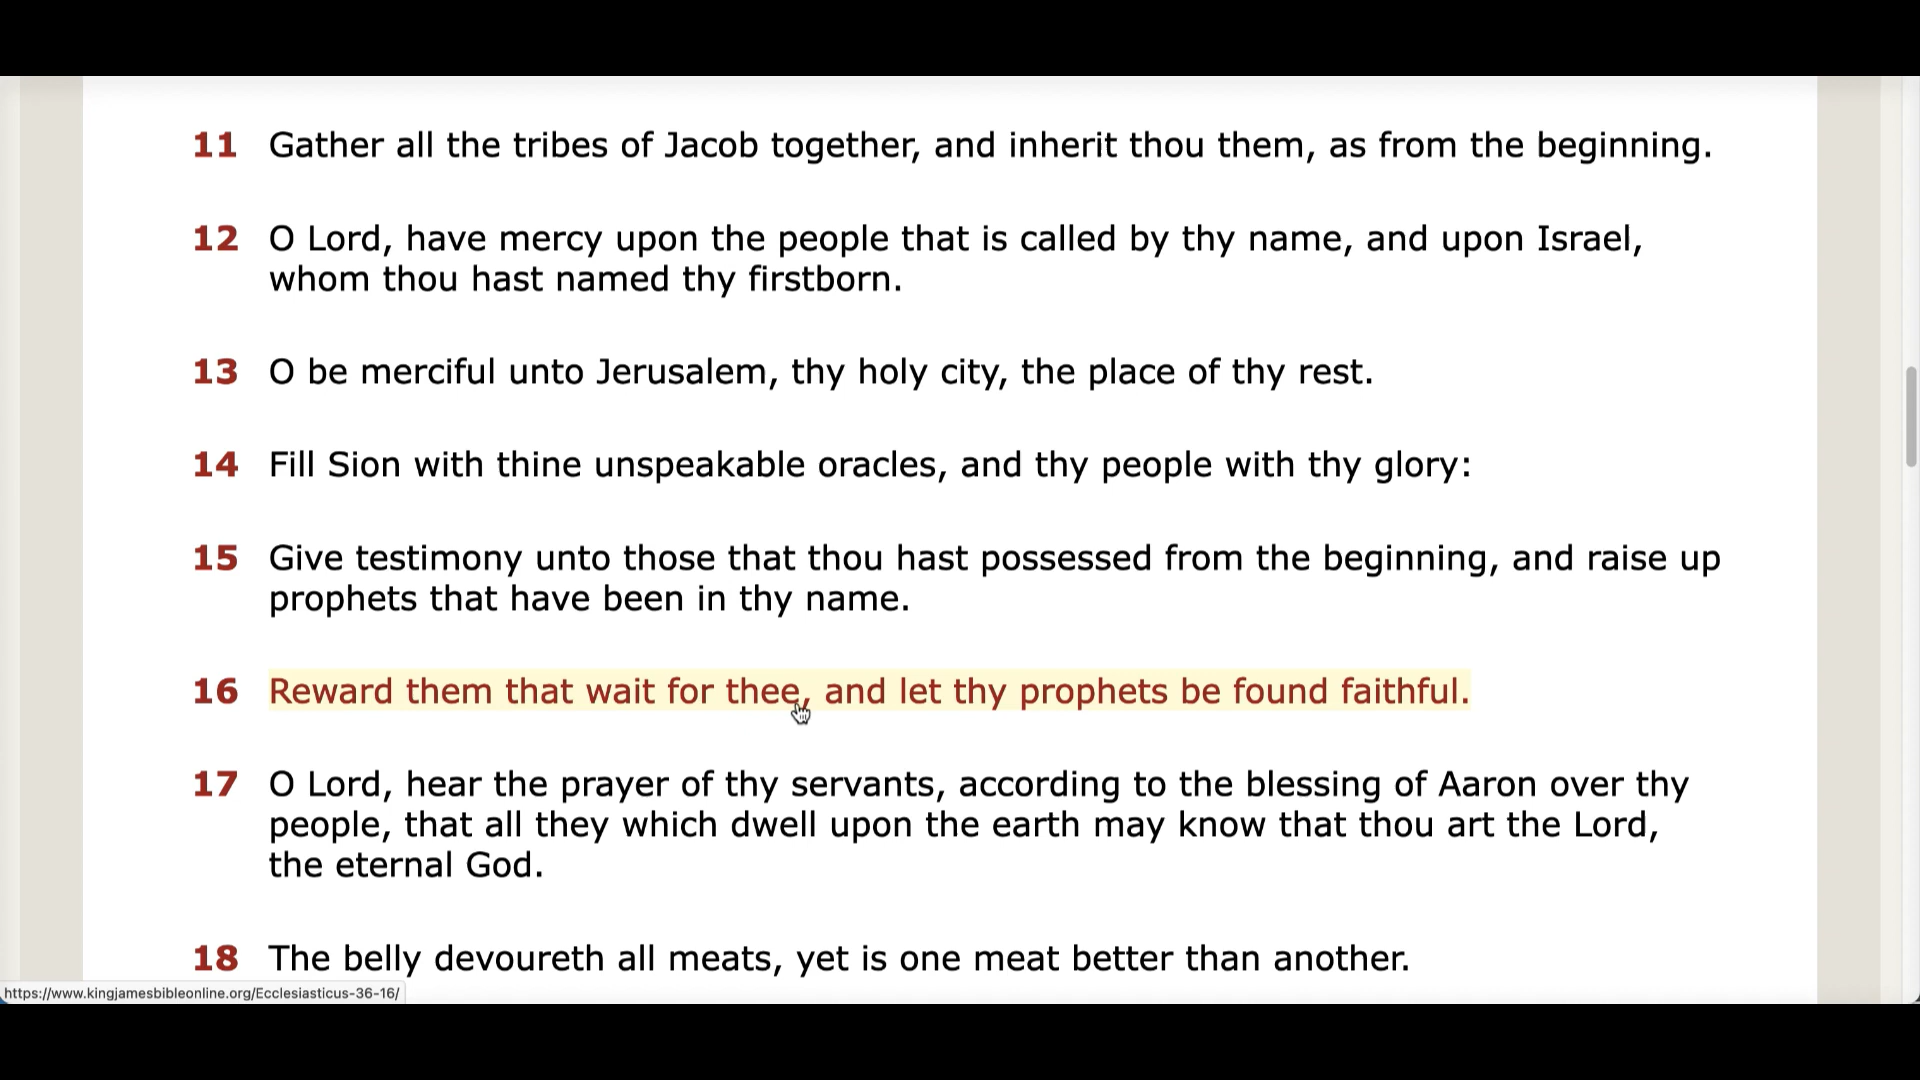 11 Gather all the tribes of Jacob together, and inherit thou them, as from the beginning.
12 O Lord, have mercy upon the people that is called by thy name, and upon Israel,
whom thou hast named thy firstborn.
13 O be merciful unto Jerusalem, thy holy city, the place of thy rest.
14 Fill Sion with thine unspeakable oracles, and thy people with thy glory:
15 Give testimony unto those that thou hast possessed from the beginning, and raise up
prophets that have been in thy name.
16 Reward them that wait for thee, and let thy prophets be found faithful.
17 O Lord, hear the prayer of thy servants, according to the blessing of Aaron over thy
people, that all they which dwell upon the earth may know that thou art the Lord,
the eternal God.
18 The belly devoureth all meats, yet is one meat better than another.
https://www.kingjamesbibleonline.org/Ecclesiasticus-36-16/